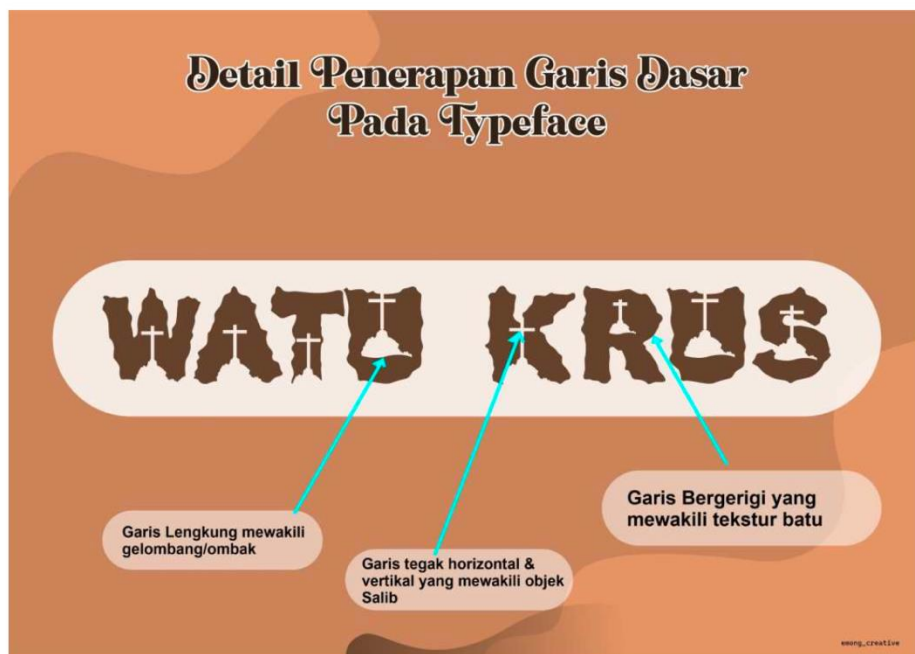 Detail Penerapan Garis Dasar
Pada Typeface
WATU KRUS
Garis Lengkung mewakili
gelombang/ombak
Garis tegak horizontal &
vertikal yang mewakili objek
Salib
Garis Bergerigi yang
mewakili tekstur batu
emong_creative